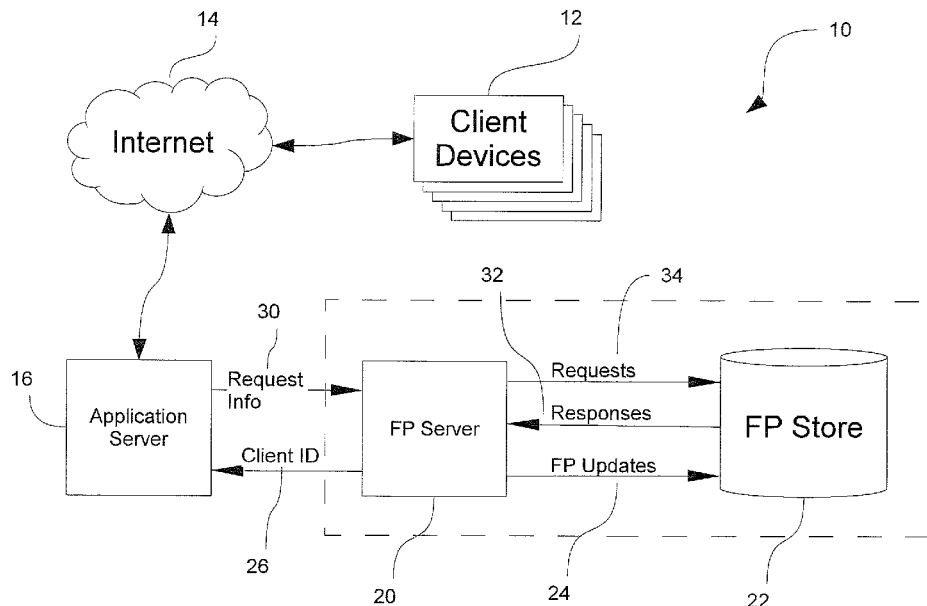 14
12
10
Internet
Client
Devices
32
34
30
16
Request
Info
Requests
Application
Server
FP Server
Responses
FP Store
Client ID
FP Updates
26
20
24
22